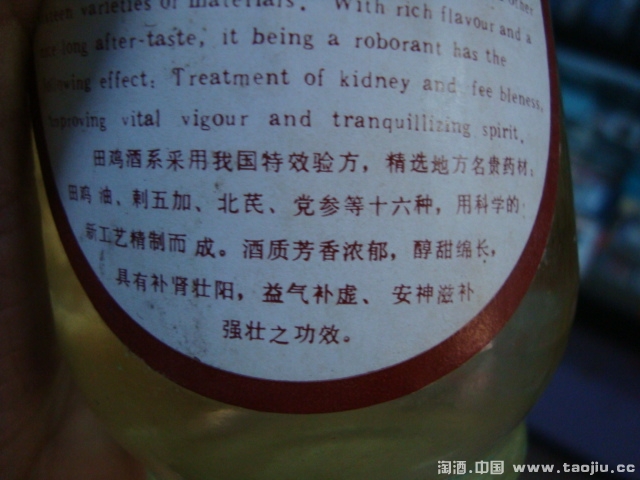 other
varieties of materials. With rich flavour and a
long after-taste, it being a roborant has the
effect: Treatment of kidney and fee bleness,
vital vigour and tranquillizing spirit.
田鸡酒系采用我国特效验方，精选地方名贵药材：
田鸡 油、刺五加、北芪、党参等十六种，用科学的
新工艺精制而 成。酒质芳香浓郁，醇甜绵长，
具有补肾壮阳，益气补虚、安神滋补
强壮之功效。
淘酒.中国 www.taojiu.cc